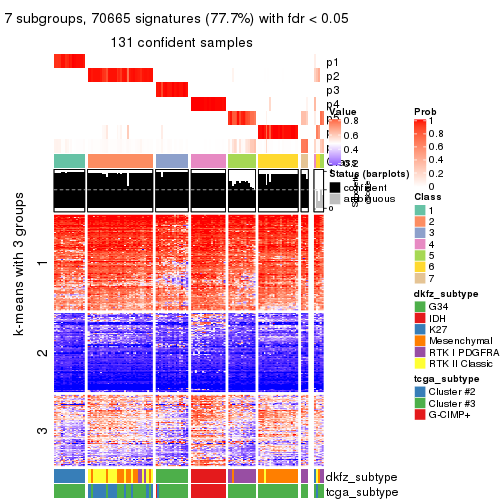 7 subgroups, 70665 signatures (77.7%) with fdr < 0.05
131 confident samples
p1
p2
p3
p4
Value
0.8
0.6
0.4
0.2
Status (barplots)
confident
ambiguous
0
Prob
1
0.8
0.6
0.4
0.2
0
Class
1
2
3
4
5
6
7
dkfz_subtype
G34
IDH
K27
Mesenchymal
RTK I PDGFRA
RTK II Classic
tcga_subtype
Cluster #2
Cluster #3
G-CIMP+
k-means with 3 groups
1
2
3
dkfz_subtype
tcga_subtype